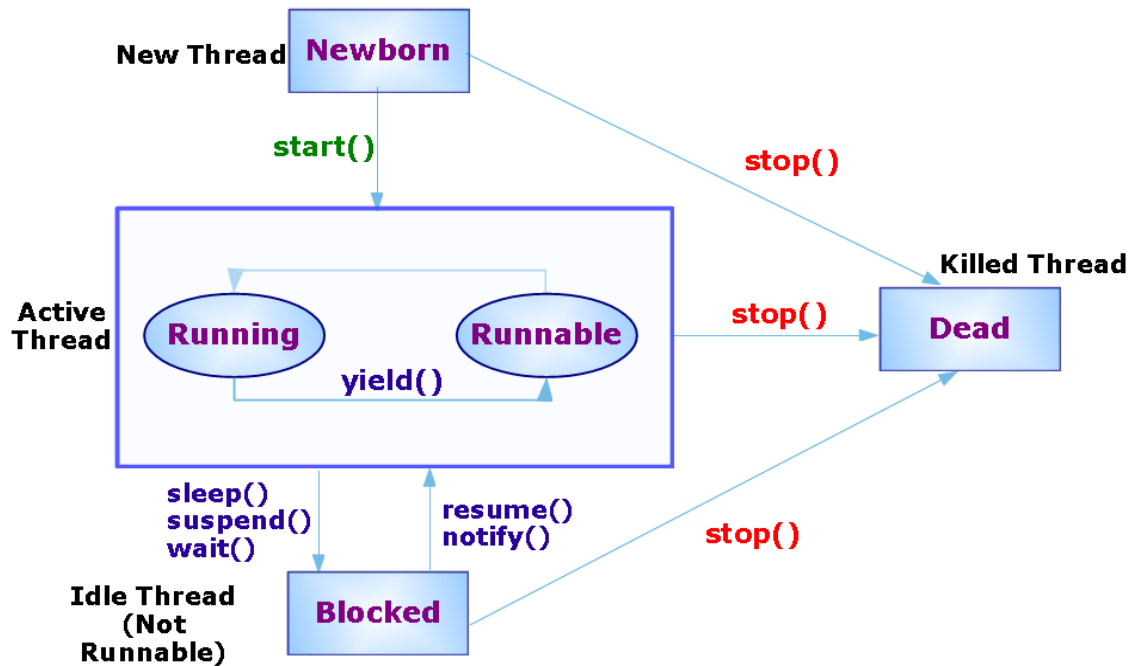 New Thread
Newborn
start()
stop()
Killed Thread
Active
Thread
Running
Runnable
yield()
stop()
Dead
sleep()
suspend()
wait()
resume()
notify()
stop()
Idle Thread
(Not
Runnable)
Blocked